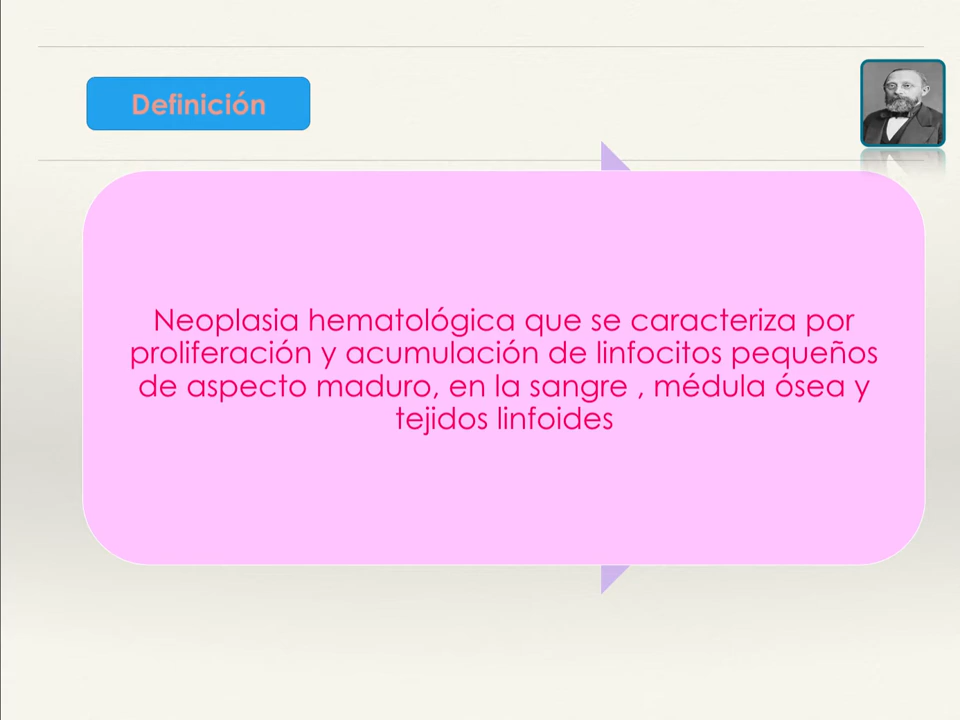 Definición
Neoplasia hematológica que se caracteriza por
proliferación y acumulación de linfocitos pequeños
de aspecto maduro, en la sangre , médula ósea y
tejidos linfoides